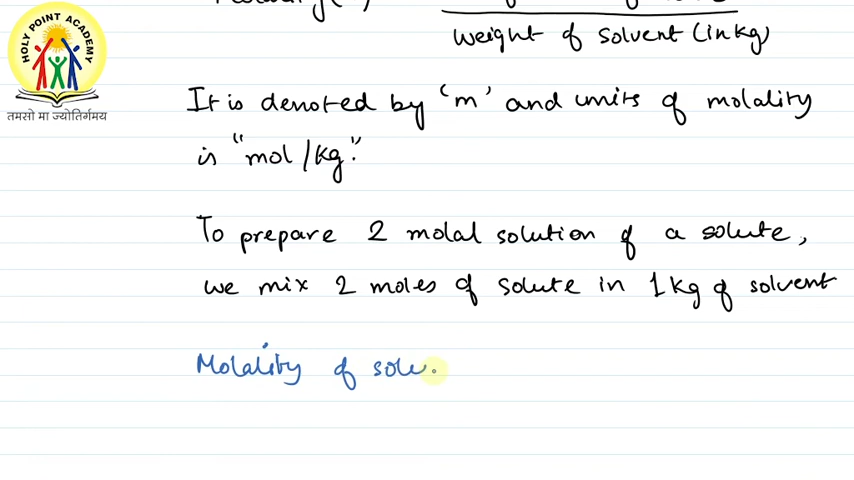 HOLY POINT ACADEMY
तमसो मा ज्योतिर्गमय
weight of solvent (in kg)
It is denoted by 'm' and units of molality
is "mol/kg."
To prepare 2 molal solution of a solute,
we mix 2 moles of solute in 1 kg of solvent
Molality of solu